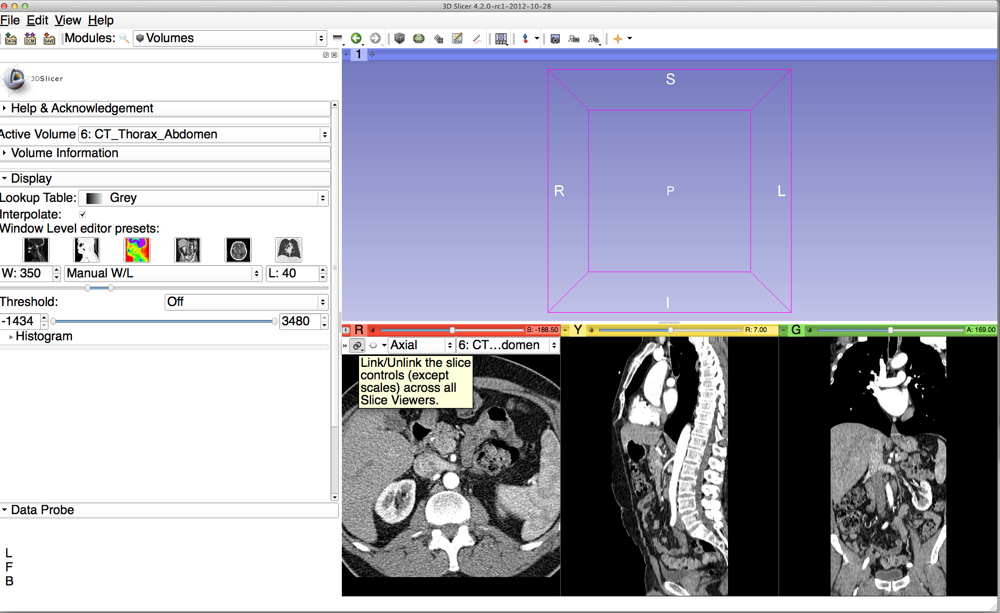 3D Slicer 4.2.0-rc1-2012-10-28
File Edit View Help
DATA DCM SAVE Modules: Volumes
1
3DSlicer
Help & Acknowledgement
Active Volume 6: CT_Thorax_Abdomen
Volume Information
Display
Lookup Table: Grey
Interpolate:
Window Level editor presets:
W: 350 Manual W/L L: 40
Threshold: Off
-1434 3480
Histogram
Data Probe
L
F
B
S
R P L
I
R S: -188.50
Axial 6: CT...domen
Link/Unlink the slice
controls (except
scales) across all
Slice Viewers.
Y R: 7.00
G A: 169.00